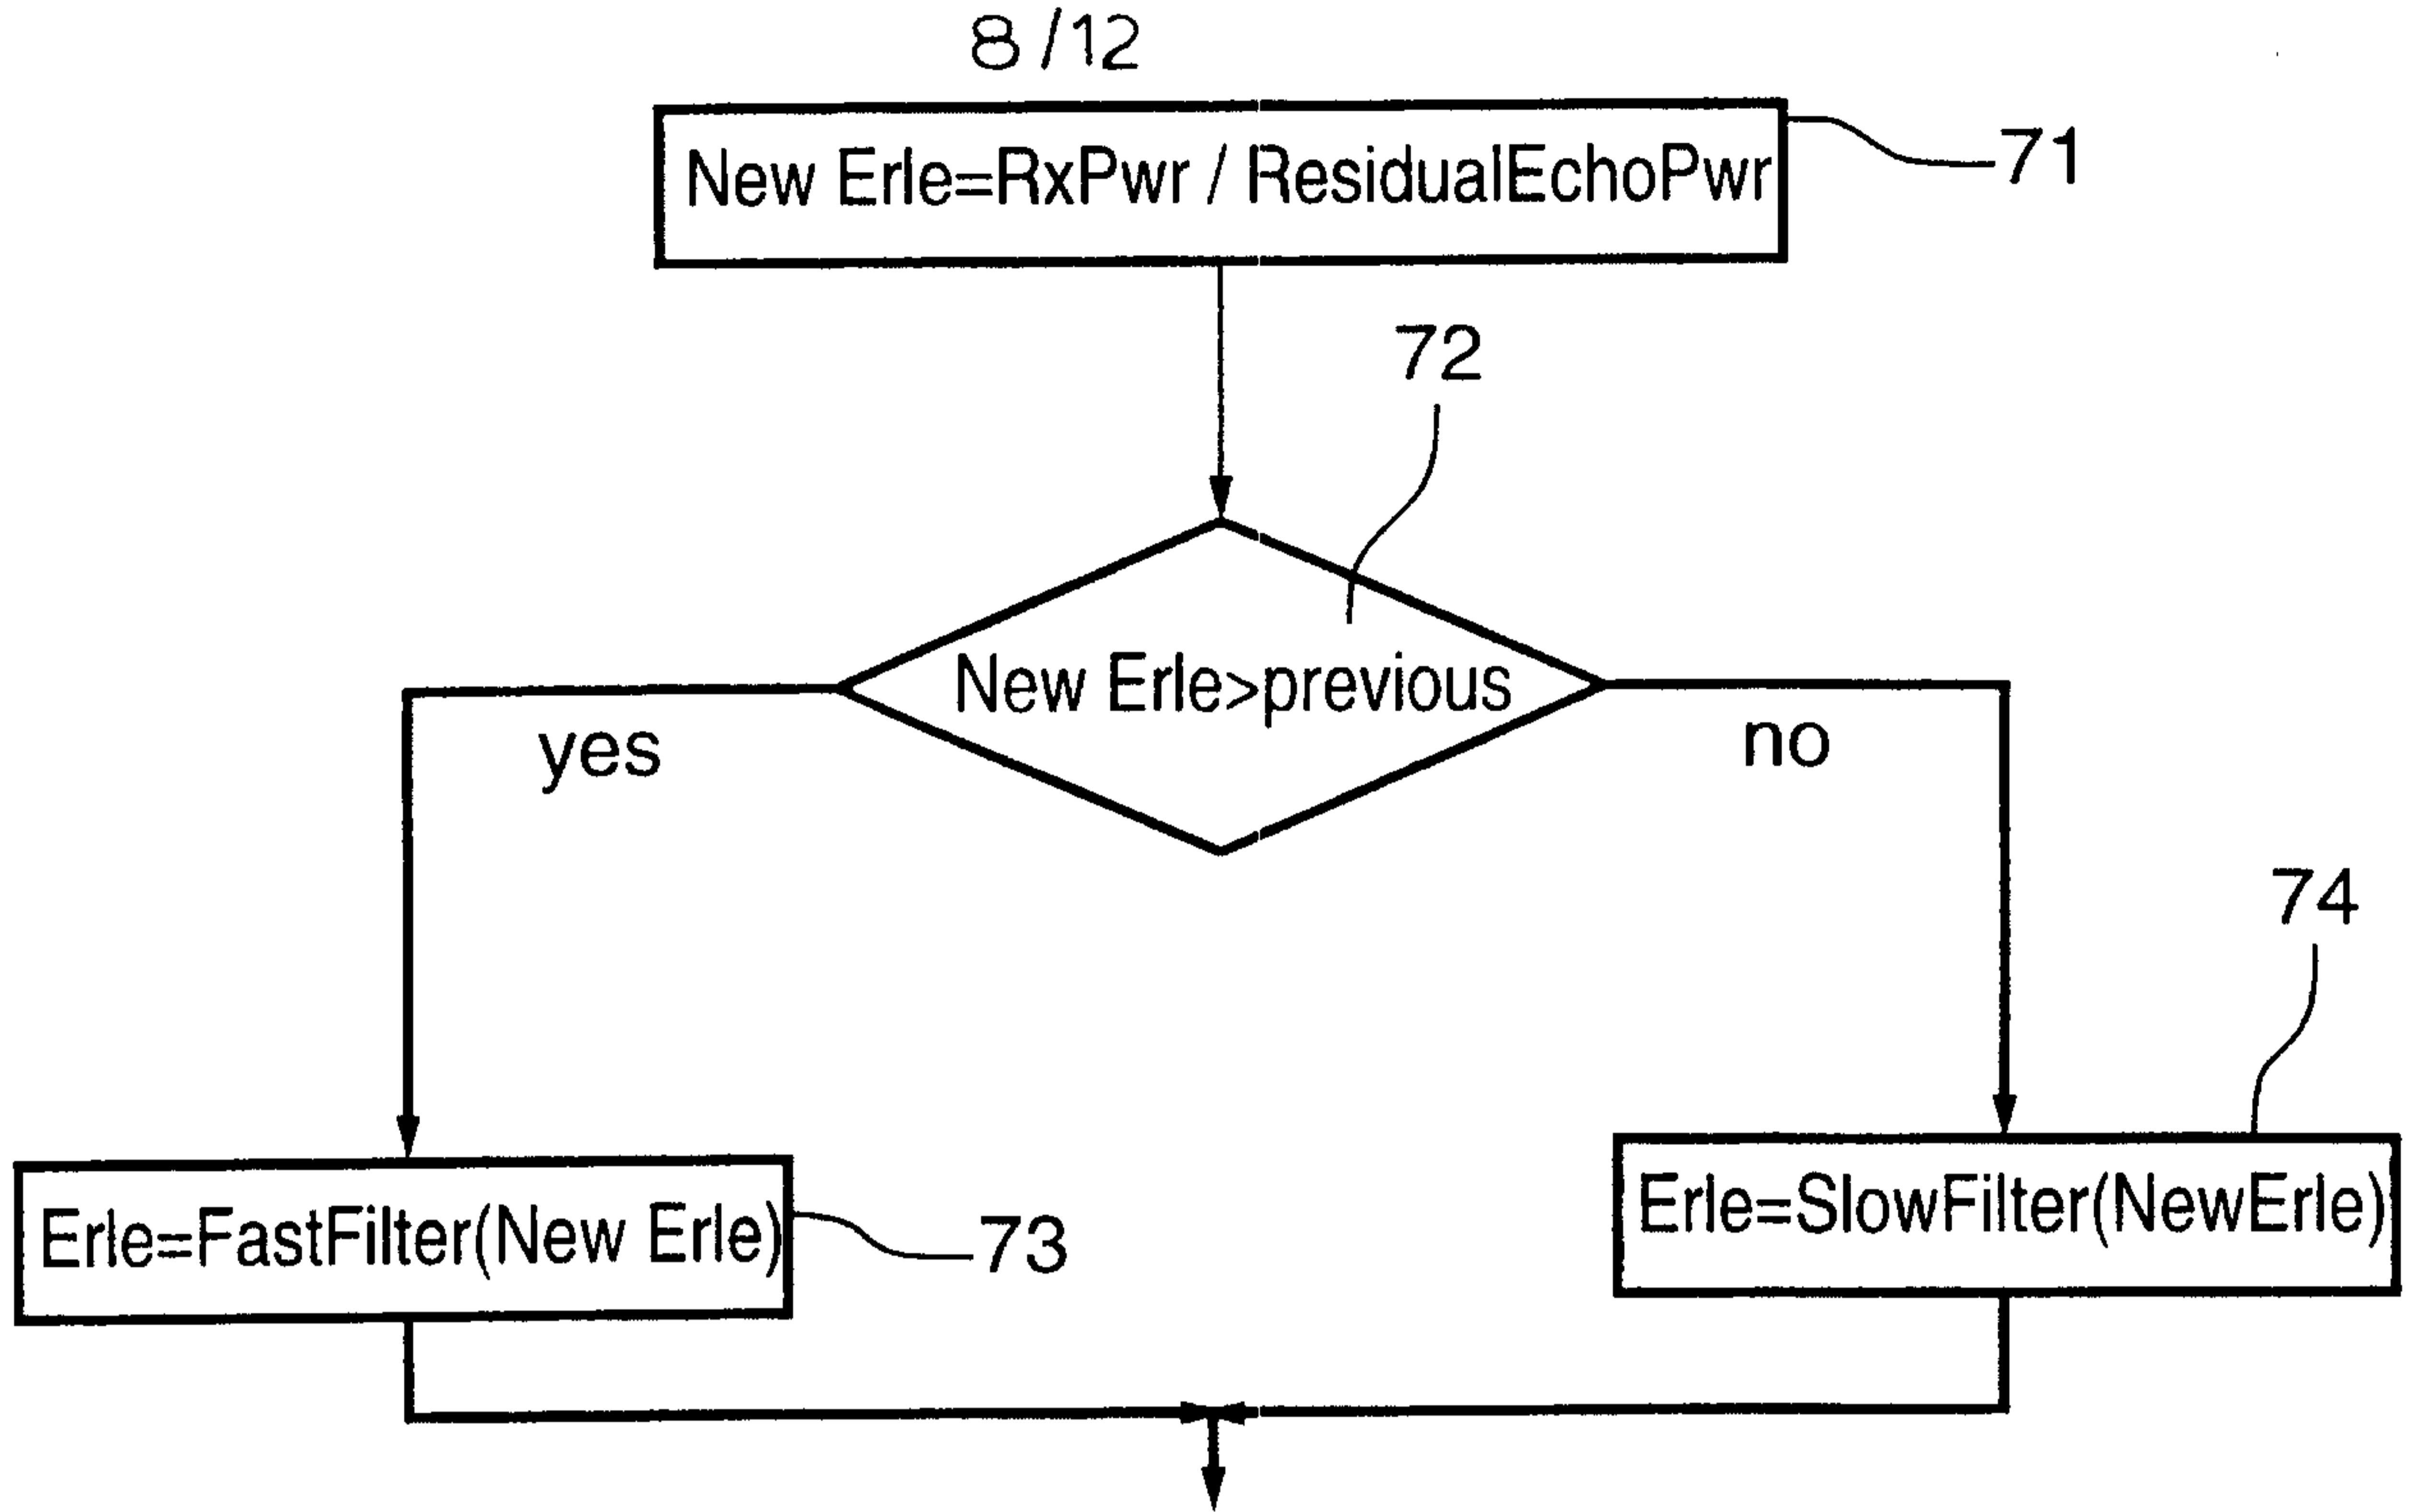 8/12
New Erle=RxPwr / ResidualEchoPwr
71
72
New Erle>previous
yes
no
74
Erle=FastFilter(New Erle)
73
Erle=SlowFilter(NewErle)